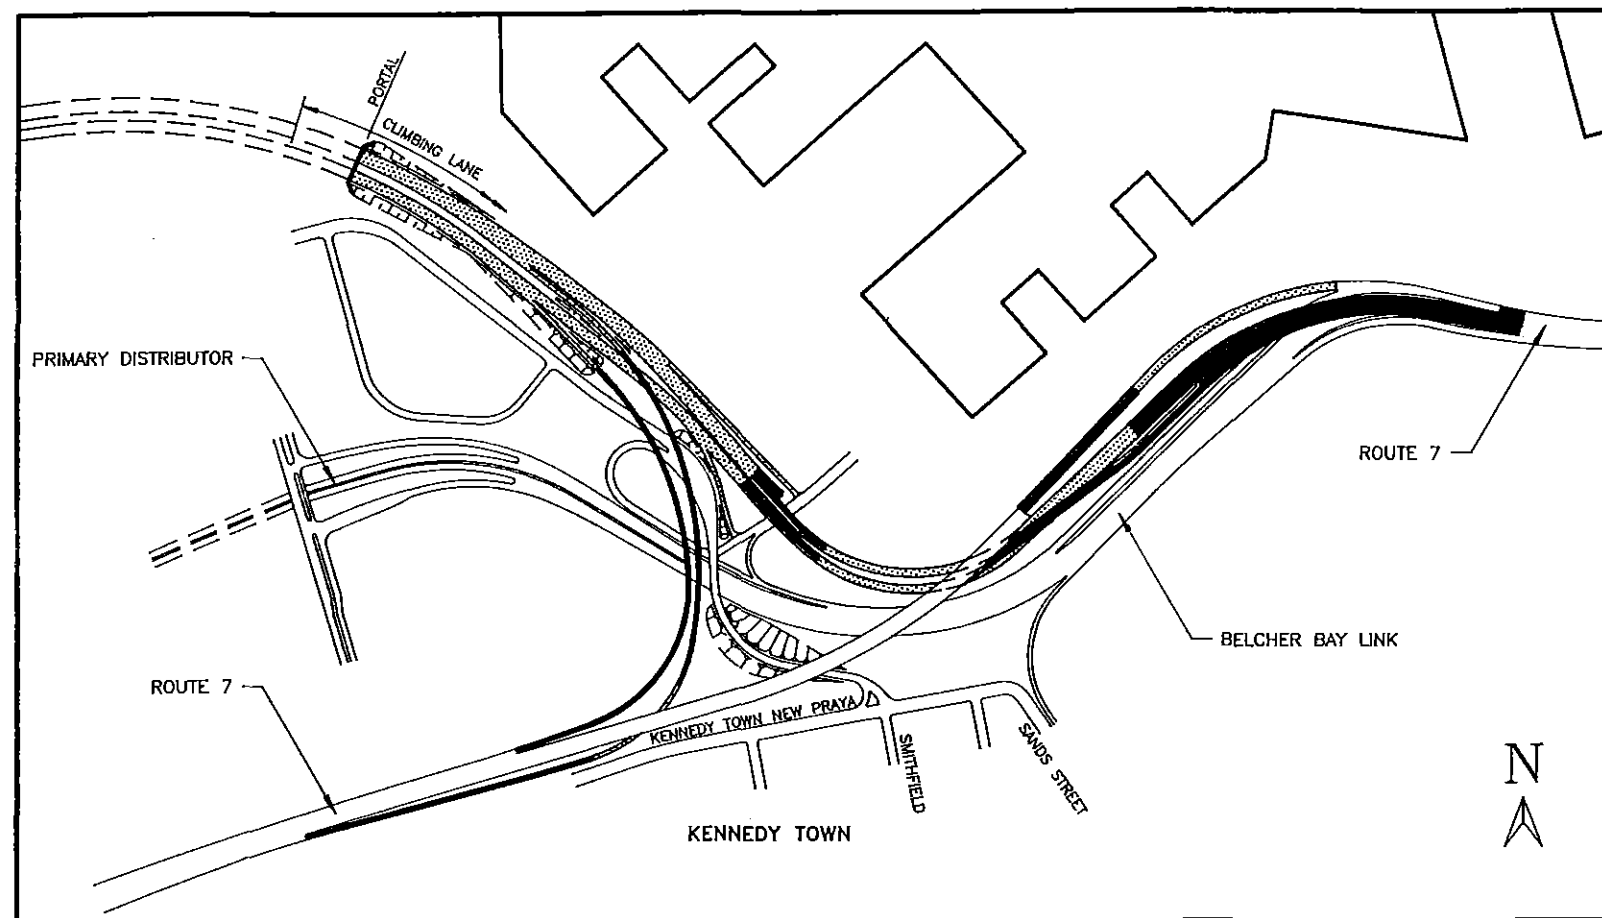 PORTAL
CLIMBING LANE
PRIMARY DISTRIBUTOR
ROUTE 7
BELCHER BAY LINK
ROUTE 7
KENNEDY TOWN NEW PRAYA
SMITHFIELD
SANDS STREET
KENNEDY TOWN
N